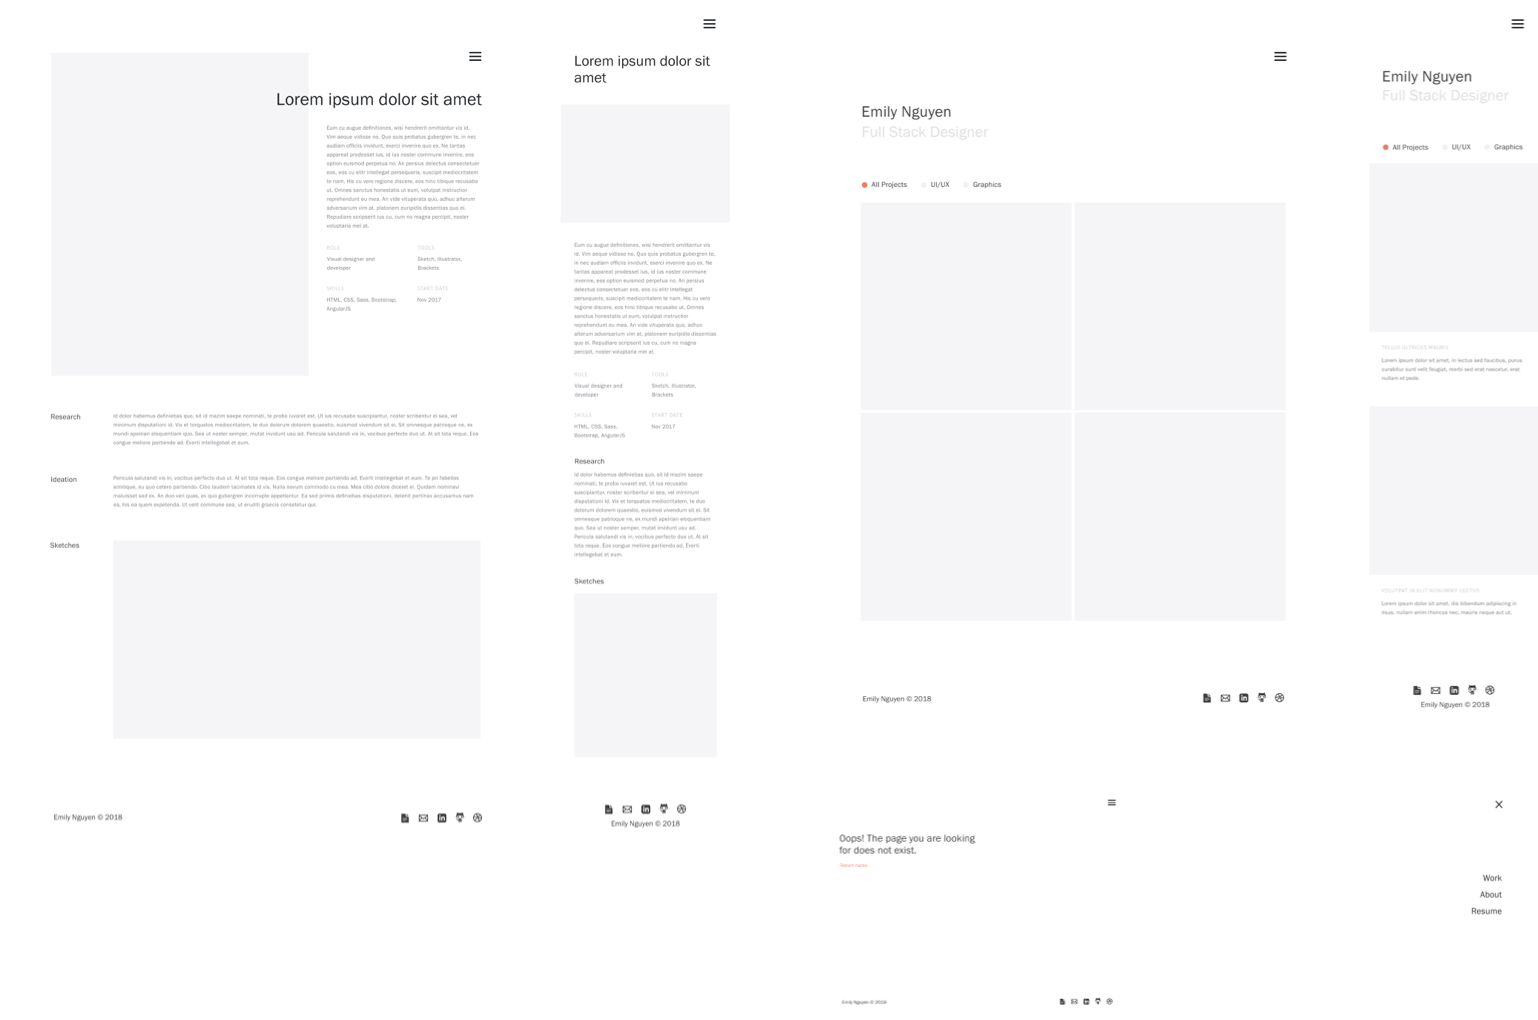 Lorem ipsum dolor sit amet
Eum cu augue definitiones, wisi hendrerit omittantur vis id.
Vim aeque vidisse no. Quo quis probatus gubergren te, in nec
audiam officiis invidunt, exerci invenire quo ex. Ne tantas
appareat prodesset ius, id ius noster commune invenire, eos
option euismod perpetua no. An persius delectus consectetuer
eos, eos cu elitr intellegat persequeris, suscipit mediocritatem
te nam. His cu vere regione discere, eos hinc tibique recusabo
ut. Omnes sanctus honestatis ut eum, volutpat instructior
reprehendunt eu mea. An vide vituperata quo, adhuc alterum
adversarium vim at, platonem euripidis dissentias quo ei.
Repudiare scripserit ius cu, cum no magna percipit, noster
voluptaria mei at.
ROLE
TOOLS
Visual designer and
developer
Sketch, Illustrator,
Brackets
SKILLS
START DATE
HTML, CSS, Sass, Bootstrap,
AngularJS
Nov 2017
Research
Id dolor habemus definiebas quo, sit id mazim saepe nominati, te probo iuvaret est. Ut ius recusabo suscipiantur, noster scribentur ei sea, vel
minimum disputationi id. Vix et torquatos mediocritatem, te duo dolorum dolorem quaestio, euismod vivendum sit ei. Sit omnesque patrioque ne, ex
mundi apeirian eloquentiam quo. Sea ut noster semper, mutat invidunt usu ad. Pericula salutandi vis in, vocibus perfecto duo ut. At sit tota reque. Eos
congue meliore partiendo ad. Everti intellegebat et eum.
Ideation
Pericula salutandi vis in, vocibus perfecto duo ut. At sit tota reque. Eos congue meliore partiendo ad. Everti intellegebat et eum. Te pri fabellas
similique, eu quo cetero partiendo. Cibo laudem tacimates id vis. Nulla novum commodo cu mea. Mea cibo dolore diceret ei. Quidam nominavi
maluisset sed ex. An duo veri quas, ex quo gubergren incorrupte appellantur. Ea sed primis definiebas disputationi, delenit pertinax accusamus nam
ea, his ea quem expetenda. Ut velit commune sea, ut eruditi graecis consetetur qui.
Sketches
Emily Nguyen © 2018
Lorem ipsum dolor sit
amet
Eum cu augue definitiones, wisi hendrerit omittantur vis
id. Vim aeque vidisse no. Quo quis probatus gubergren te,
in nec audiam officiis invidunt, exerci invenire quo ex. Ne
tantas appareat prodesset ius, id ius noster commune
invenire, eos option euismod perpetua no. An persius
delectus consectetuer eos, eos cu elitr intellegat
persequeris, suscipit mediocritatem te nam. His cu vere
regione discere, eos hinc tibique recusabo ut. Omnes
sanctus honestatis ut eum, volutpat instructior
reprehendunt eu mea. An vide vituperata quo, adhuc
alterum adversarium vim at, platonem euripidis dissentias
quo ei. Repudiare scripserit ius cu, cum no magna
percipit, noster voluptaria mei at.
ROLE
TOOLS
Visual designer and
developer
Sketch, Illustrator,
Brackets
SKILLS
START DATE
HTML, CSS, Sass,
Bootstrap, AngularJS
Nov 2017
Research
Id dolor habemus definiebas quo, sit id mazim saepe
nominati, te probo iuvaret est. Ut ius recusabo
suscipiantur, noster scribentur ei sea, vel minimum
disputationi id. Vix et torquatos mediocritatem, te duo
dolorum dolorem quaestio, euismod vivendum sit ei. Sit
omnesque patrioque ne, ex mundi apeirian eloquentiam
quo. Sea ut noster semper, mutat invidunt usu ad.
Pericula salutandi vis in, vocibus perfecto duo ut. At sit
tota reque. Eos congue meliore partiendo ad. Everti
intellegebat et eum.
Sketches
Emily Nguyen © 2018
Emily Nguyen
Full Stack Designer
All Projects
UI/UX
Graphics
Emily Nguyen © 2018
Emily Nguyen
Full Stack Designer
All Projects
UI/UX
Graphics
TELLUS ULTRICES MAURIS
Lorem ipsum dolor sit amet, in lectus sed faucibus, purus
curabitur sunt velit feugiat, morbi sed erat nascetur, erat
nullam et pede.
VOLUTPAT IN ELIT NONUMMY LECTUS
Lorem ipsum dolor sit amet, dis bibendum adipiscing in
risus, nullam enim rhoncus nec, mauris neque aut ut.
Emily Nguyen © 2018
Oops! The page you are looking
for does not exist.
Return home
Emily Nguyen © 2018
Work
About
Resume